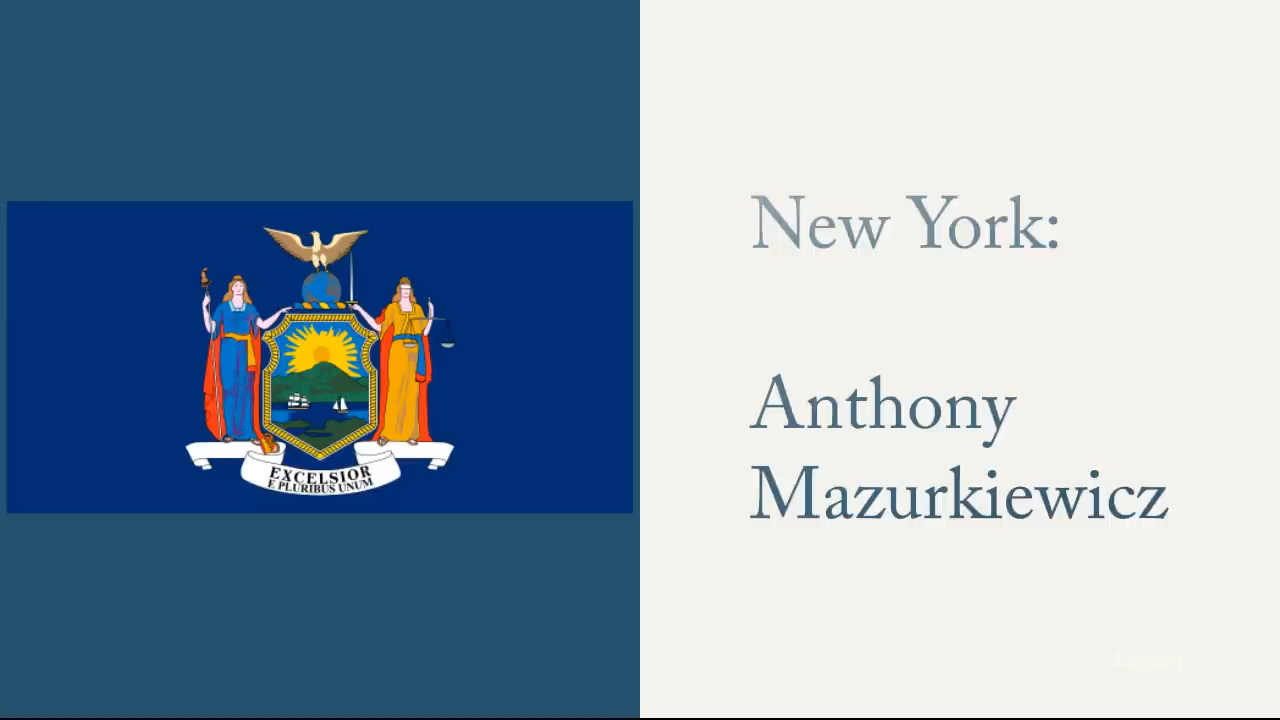 New York:
Anthony
Mazurkiewicz
EXCELSIOR
E PLURIBUS UNUM